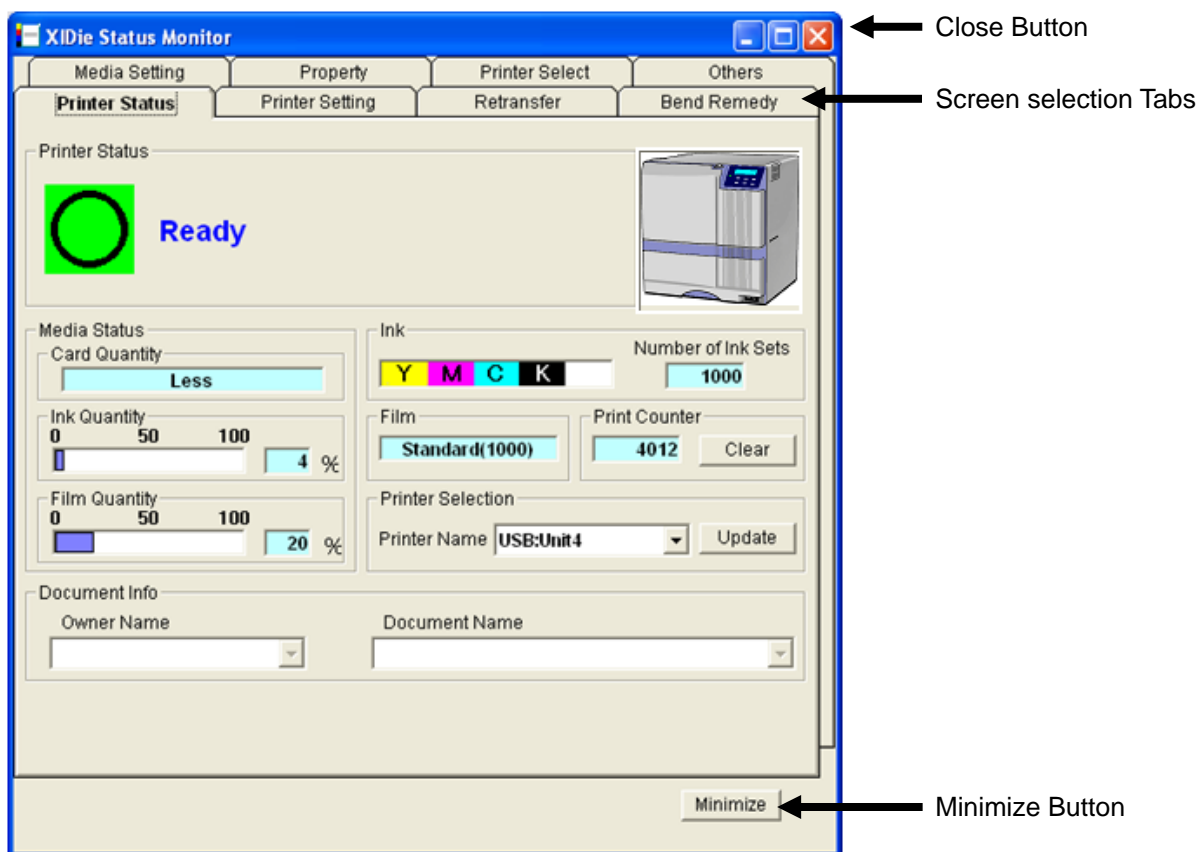 XIDie Status Monitor
Close Button
Media Setting Property Printer Select Others
Printer Status Printer Setting Retransfer Bend Remedy
Screen selection Tabs
Printer Status
Ready
Media Status
Card Quantity
Less
Ink
Y M C K
Number of Ink Sets
1000
Ink Quantity
0 50 100
4 %
Film
Standard(1000)
Print Counter
4012 Clear
Film Quantity
0 50 100
20 %
Printer Selection
Printer Name USB:Unit4 Update
Document Info
Owner Name Document Name
Minimize
Minimize Button